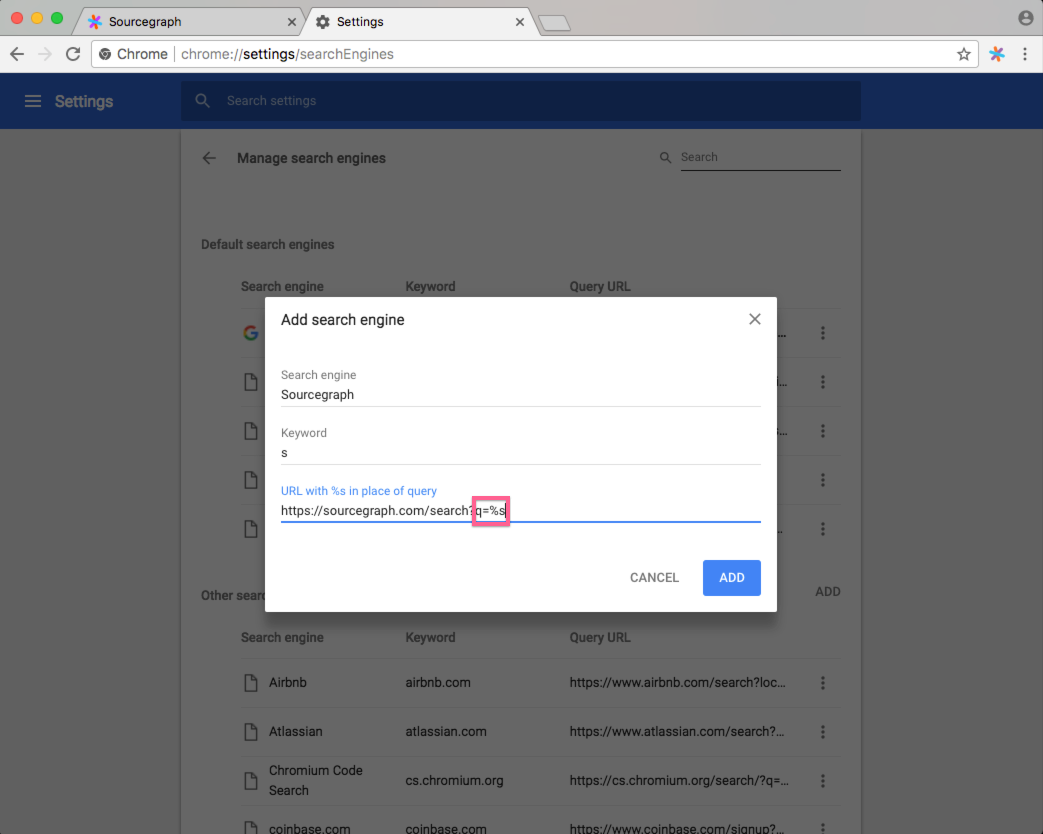 Sourcegraph
Settings
Chrome chrome://settings/searchEngines
Settings
Search settings
Manage search engines
Search
Default search engines
Search engine Keyword Query URL
Add search engine
Search engine
Sourcegraph
Keyword
s
URL with %s in place of query
https://sourcegraph.com/search?q=%s
CANCEL ADD
Other sear
ADD
Search engine Keyword Query URL
Airbnb airbnb.com https://www.airbnb.com/search?loc...
Atlassian atlassian.com https://www.atlassian.com/search?...
Chromium Code
Search
cs.chromium.org https://cs.chromium.org/search/?q=...
coinbase.com coinbase.com https://www.coinbase.com/signup?...